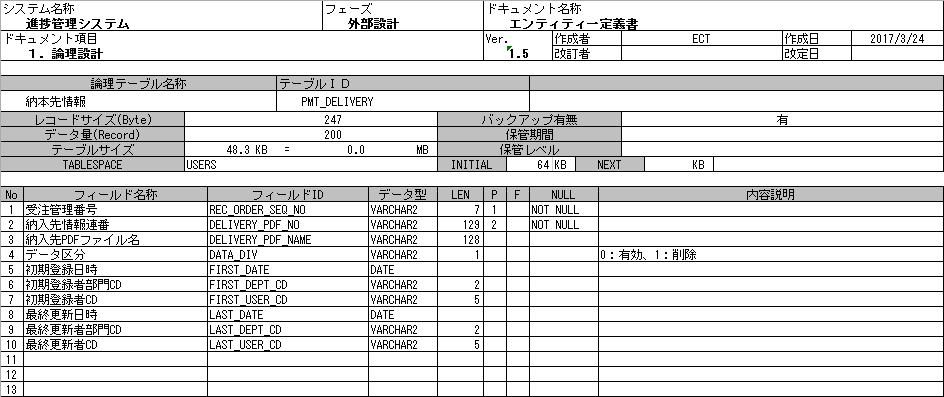 システム名称 フェーズ ドキュメント名称
進捗管理システム 外部設計 エンティティー定義書
ドキュメント項目 Ver. 作成者 ECT 作成日 2017/3/24
1. 論理設計 1.5 改訂者 改定日
論理テーブル名称 テーブルＩＤ
納本先情報 PMT_DELIVERY
レコードサイズ(Byte) 247 バックアップ有無 有
データ量(Record) 200 保管期間
テーブルサイズ 48.3 KB = 0.0 MB 保管レベル
TABLESPACE USERS INITIAL 64 KB NEXT KB
No フィールド名称 フィールドID データ型 LEN P F NULL 内容説明
1 受注管理番号 REC_ORDER_SEQ_NO VARCHAR2 7 1 NOT NULL
2 納入先情報連番 DELIVERY_PDF_NO VARCHAR2 123 2 NOT NULL
3 納入先PDFファイル名 DELIVERY_PDF_NAME VARCHAR2 128
4 データ区分 DATA_DIV VARCHAR2 1 0：有効、1：削除
5 初期登録日時 FIRST_DATE DATE
6 初期登録者部門CD FIRST_DEPT_CD VARCHAR2 2
7 初期登録者CD FIRST_USER_CD VARCHAR2 5
8 最終更新日時 LAST_DATE DATE
9 最終更新者部門CD LAST_DEPT_CD VARCHAR2 2
10 最終更新者CD LAST_USER_CD VARCHAR2 5
11
12
13